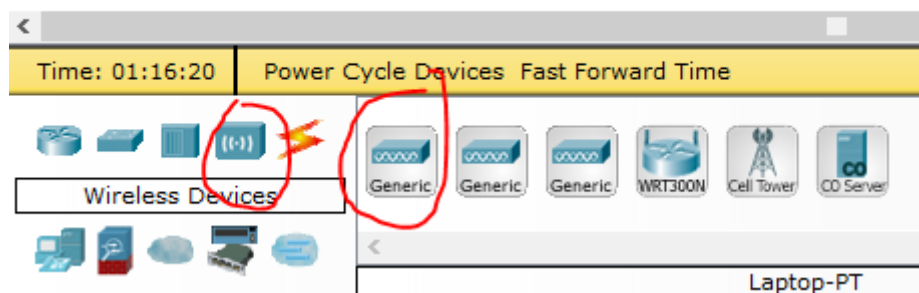 Time: 01:16:20 Power Cycle Devices Fast Forward Time
Wireless Devices
Generic Generic Generic WRT300N Cell Tower CO Server
CO
Laptop-PT